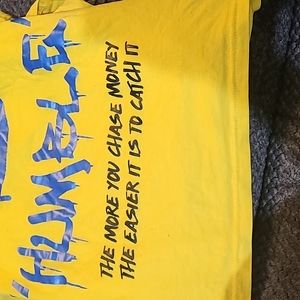 "HUMBLE"
THE MORE YOU CHASE MONEY
THE EASIER IT IS TO CATCH IT